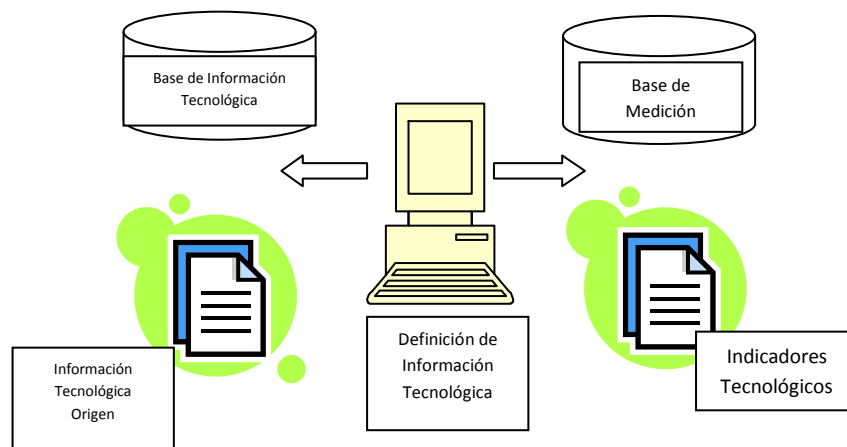 Base de Información
Tecnológica
Base de
Medición
Información
Tecnológica
Origen
Definición de
Información
Tecnológica
Indicadores
Tecnológicos